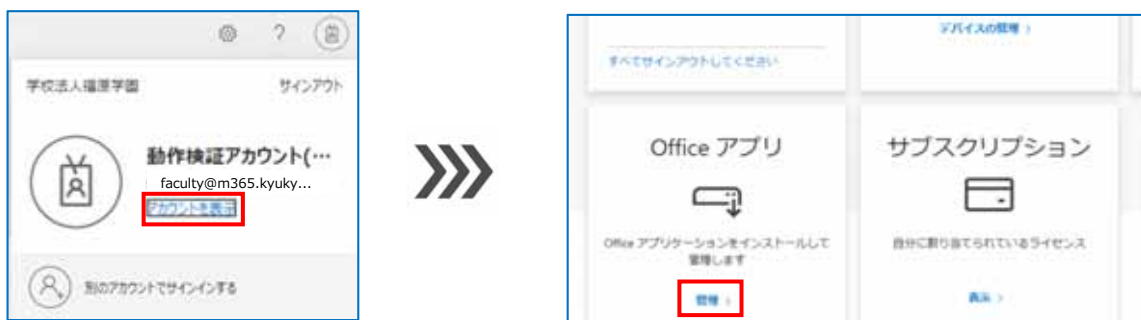 ?
学校法人福原学園
サインアウト
動作検証アカウント(…
faculty@m365.kyuky...
アカウントを表示
別のアカウントでサインインする
すべてサインアウトしてください
デバイスの管理 >
Office アプリ
Office アプリケーションをインストールして
管理します
管理 >
サブスクリプション
自分に割り当てられているライセンス
表示 >